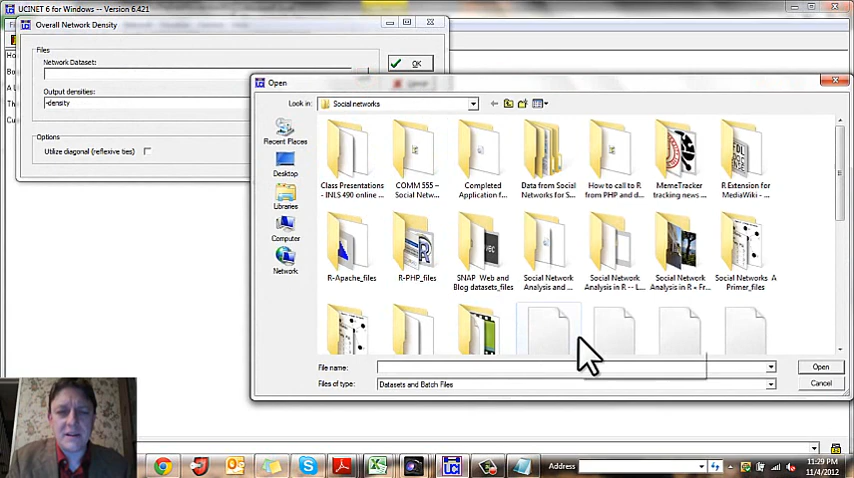 UCINET 6 for Windows -- Version 6.421
Overall Network Density
Files
Network Dataset:
OK
Output densities:
-density
Options
Utilize diagonal (reflexive ties)
Open
Look in:
Social networks
Recent Places
Desktop
Libraries
Computer
Network
Class Presentations
- INLS 490 online ...
COMM 555 –
Social Netw...
Completed
Application f...
Data from Social
Networks for S...
How to call to R
from PHP and d...
MemeTracker
tracking news ...
R Extension for
MediaWiki - ...
R-Apache_files
R-PHP_files
SNAP Web and
Blog datasets_files
Social Network
Analysis and ...
Social Network
Analysis in R -- L...
Social Network
Analysis in R « Fr...
Social Networks A
Primer_files
File name:
Open
Files of type:
Datasets and Batch Files
Cancel
Address
11:29 PM
11/4/2012